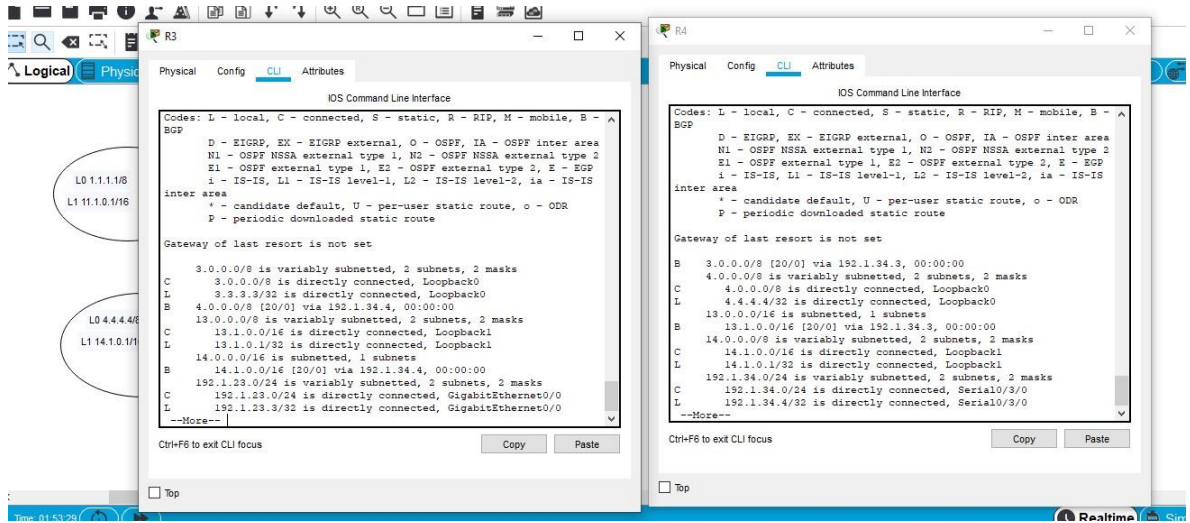 R3
Physical Config CLI Attributes
IOS Command Line Interface
Codes: L - local, C - connected, S - static, R - RIP, M - mobile, B -
BGP
D - EIGRP, EX - EIGRP external, O - OSPF, IA - OSPF inter area
N1 - OSPF NSSA external type 1, N2 - OSPF NSSA external type 2
E1 - OSPF external type 1, E2 - OSPF external type 2, E - EGP
i - IS-IS, L1 - IS-IS level-1, L2 - IS-IS level-2, ia - IS-IS
inter area
* - candidate default, U - per-user static route, o - ODR
P - periodic downloaded static route
Gateway of last resort is not set
3.0.0.0/8 is variably subnetted, 2 subnets, 2 masks
C 3.0.0.0/8 is directly connected, Loopback0
L 3.3.3.3/32 is directly connected, Loopback0
B 4.0.0.0/8 [20/0] via 192.1.34.4, 00:00:00
13.0.0.0/8 is variably subnetted, 2 subnets, 2 masks
C 13.1.0.0/16 is directly connected, Loopback1
L 13.1.0.1/32 is directly connected, Loopback1
14.0.0.0/16 is subnetted, 1 subnets
B 14.1.0.0/16 [20/0] via 192.1.34.4, 00:00:00
192.1.23.0/24 is variably subnetted, 2 subnets, 2 masks
C 192.1.23.0/24 is directly connected, GigabitEthernet0/0
L 192.1.23.3/32 is directly connected, GigabitEthernet0/0
--More--
Ctrl+F6 to exit CLI focus
Copy Paste
Top
R4
Physical Config CLI Attributes
IOS Command Line Interface
Codes: L - local, C - connected, S - static, R - RIP, M - mobile, B -
BGP
D - EIGRP, EX - EIGRP external, O - OSPF, IA - OSPF inter area
N1 - OSPF NSSA external type 1, N2 - OSPF NSSA external type 2
E1 - OSPF external type 1, E2 - OSPF external type 2, E - EGP
i - IS-IS, L1 - IS-IS level-1, L2 - IS-IS level-2, ia - IS-IS
inter area
* - candidate default, U - per-user static route, o - ODR
P - periodic downloaded static route
Gateway of last resort is not set
B 3.0.0.0/8 [20/0] via 192.1.34.3, 00:00:00
4.0.0.0/8 is variably subnetted, 2 subnets, 2 masks
C 4.0.0.0/8 is directly connected, Loopback0
L 4.4.4.4/32 is directly connected, Loopback0
13.0.0.0/16 is subnetted, 1 subnets
B 13.1.0.0/16 [20/0] via 192.1.34.3, 00:00:00
14.0.0.0/8 is variably subnetted, 2 subnets, 2 masks
C 14.1.0.0/16 is directly connected, Loopback1
L 14.1.0.1/32 is directly connected, Loopback1
192.1.34.0/24 is variably subnetted, 2 subnets, 2 masks
C 192.1.34.0/24 is directly connected, Serial0/3/0
L 192.1.34.4/32 is directly connected, Serial0/3/0
--More--
Ctrl+F6 to exit CLI focus
Copy Paste
Top
Logical Physic
L0 1.1.1.1/8
L1 11.1.0.1/16
L0 4.4.4.4/8
L1 14.1.0.1/1
Time: 01:53:29
Realtime Sim